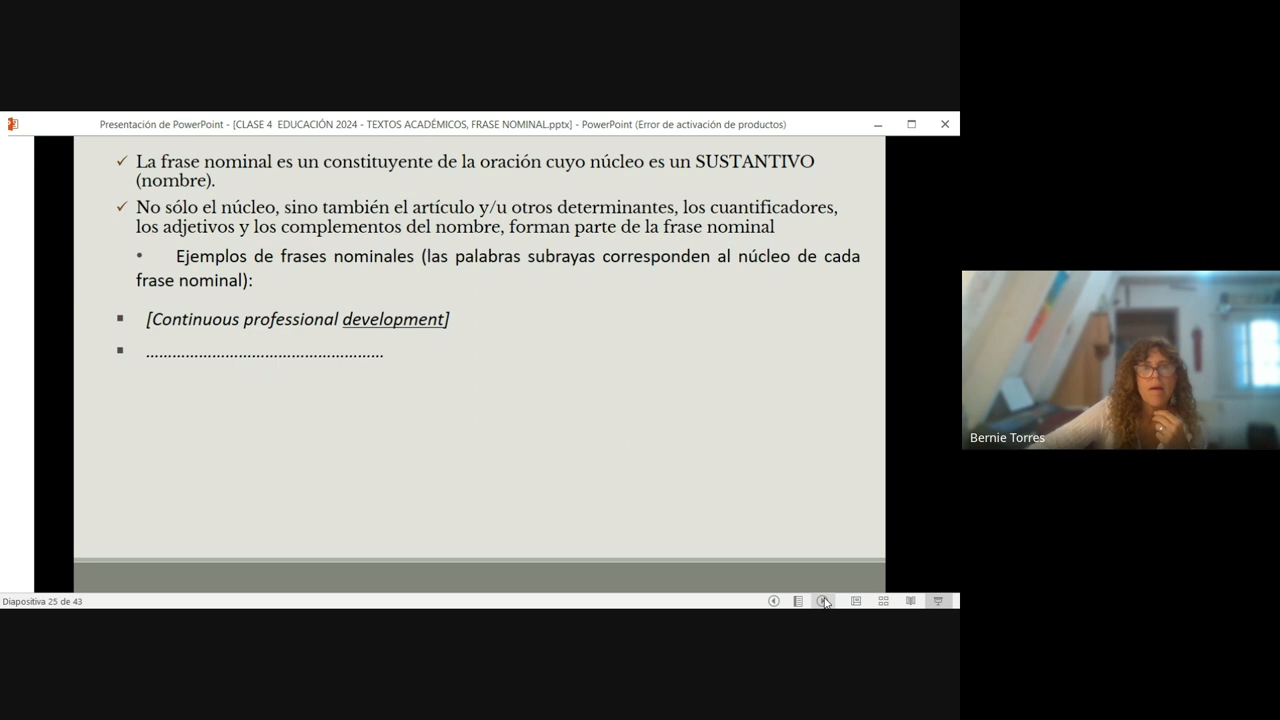 Presentación de PowerPoint - [CLASE 4 EDUCACIÓN 2024 - TEXTOS ACADÉMICOS, FRASE NOMINAL.pptx] - PowerPoint (Error de activación de productos)
La frase nominal es un constituyente de la oración cuyo núcleo es un SUSTANTIVO
(nombre).
No sólo el núcleo, sino también el artículo y/u otros determinantes, los cuantificadores,
los adjetivos y los complementos del nombre, forman parte de la frase nominal
Ejemplos de frases nominales (las palabras subrayas corresponden al núcleo de cada
frase nominal):
[Continuous professional development]
……………………………………………….
Bernie Torres
Diapositiva 25 de 43